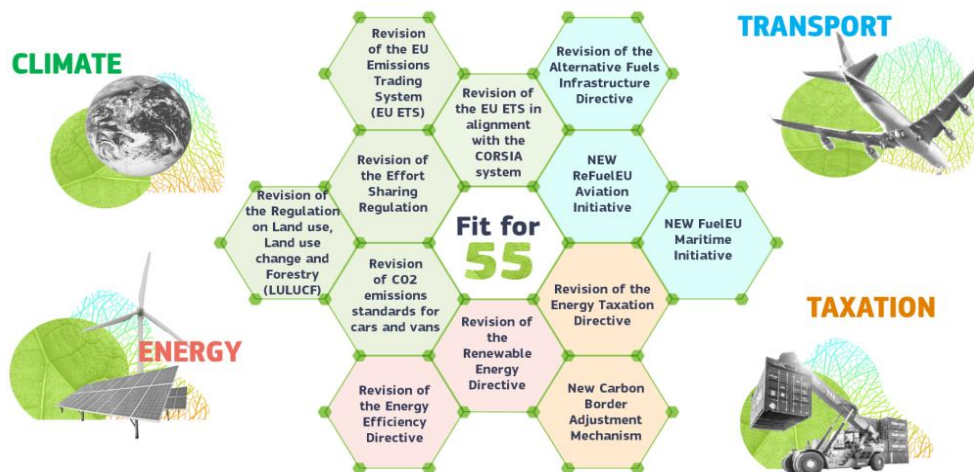 CLIMATE
TRANSPORT
ENERGY
TAXATION
Revision
of the EU
Emissions
Trading
System
(EU ETS)
Revision of
the EU ETS in
alignment
with the
CORSIA
system
Revision of the
Alternative Fuels
Infrastructure
Directive
Revision of
the Effort
Sharing
Regulation
NEW
ReFuelEU
Aviation
Initiative
Revision of
the Regulation
on Land use,
Land use
change and
Forestry
(LULUCF)
Fit for
55
NEW FuelEU
Maritime
Initiative
Revision
of CO2
emissions
standards for
cars and vans
Revision of the
Energy Taxation
Directive
Revision of
the
Renewable
Energy
Directive
Revision of
the Energy
Efficiency
Directive
New Carbon
Border
Adjustment
Mechanism